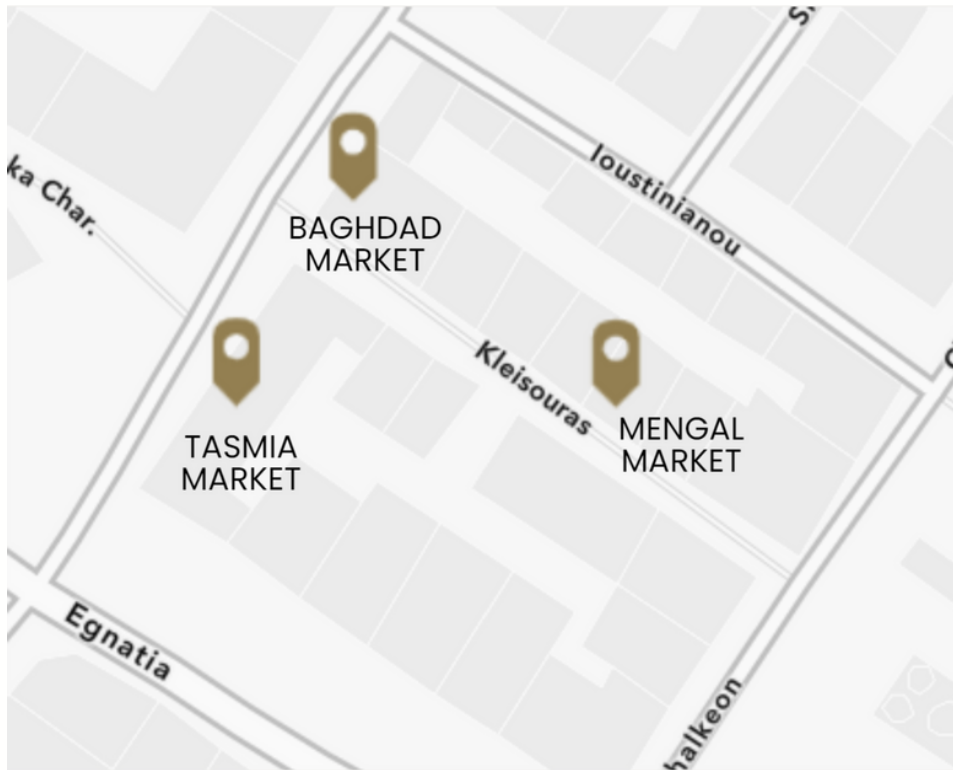 ka Char.
Ioustinianou
BAGHDAD
MARKET
Kleisouras
TASMIA
MARKET
MENGAL
MARKET
Egnatia
halkeon